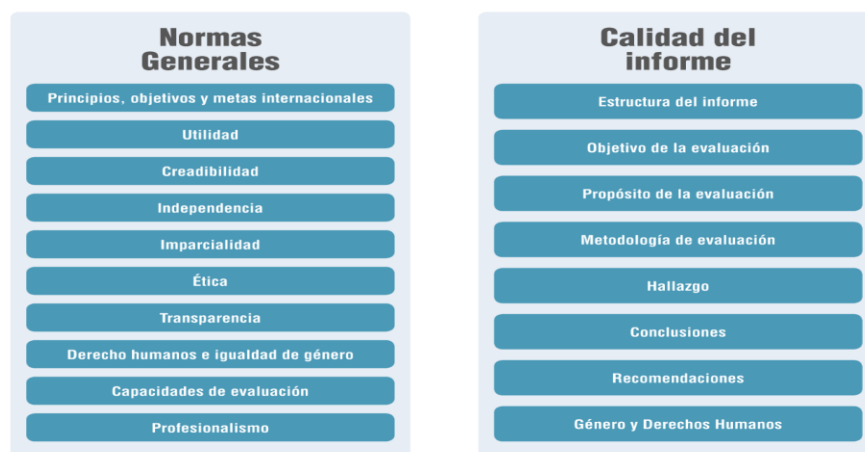 Normas
Generales
Principios, objetivos y metas internacionales
Utilidad
Creadibilidad
Independencia
Imparcialidad
Ética
Transparencia
Derecho humanos e igualdad de género
Capacidades de evaluación
Profesionalismo
Calidad del
informe
Estructura del informe
Objetivo de la evaluación
Propósito de la evaluación
Metodología de evaluación
Hallazgo
Conclusiones
Recomendaciones
Género y Derechos Humanos